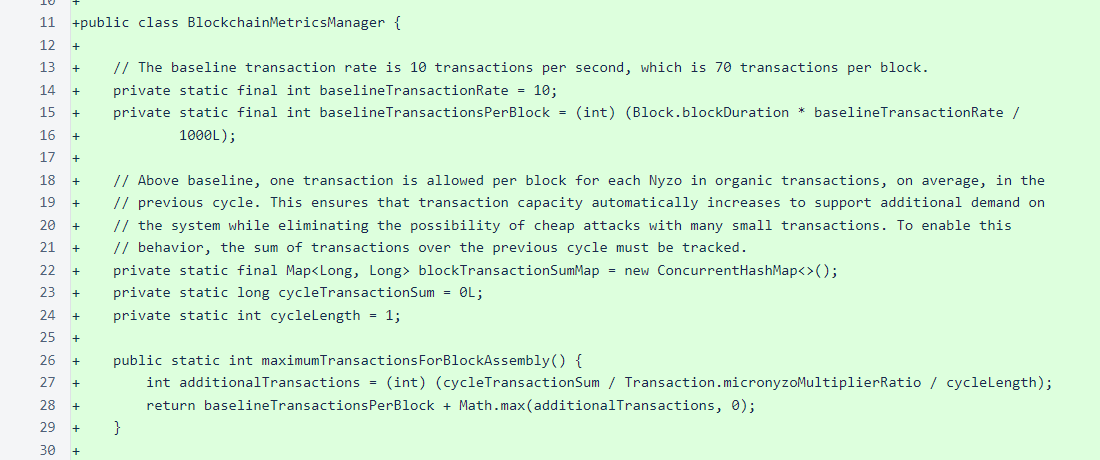 10 +
11 +public class BlockchainMetricsManager {
12 +
13 +    // The baseline transaction rate is 10 transactions per second, which is 70 transactions per block.
14 +    private static final int baselineTransactionRate = 10;
15 +    private static final int baselineTransactionsPerBlock = (int) (Block.blockDuration * baselineTransactionRate /
16 +            1000L);
17 +
18 +    // Above baseline, one transaction is allowed per block for each Nyzo in organic transactions, on average, in the
19 +    // previous cycle. This ensures that transaction capacity automatically increases to support additional demand on
20 +    // the system while eliminating the possibility of cheap attacks with many small transactions. To enable this
21 +    // behavior, the sum of transactions over the previous cycle must be tracked.
22 +    private static final Map<Long, Long> blockTransactionSumMap = new ConcurrentHashMap<>();
23 +    private static long cycleTransactionSum = 0L;
24 +    private static int cycleLength = 1;
25 +
26 +    public static int maximumTransactionsForBlockAssembly() {
27 +        int additionalTransactions = (int) (cycleTransactionSum / Transaction.micronyzoMultiplierRatio / cycleLength);
28 +        return baselineTransactionsPerBlock + Math.max(additionalTransactions, 0);
29 +    }
30 +